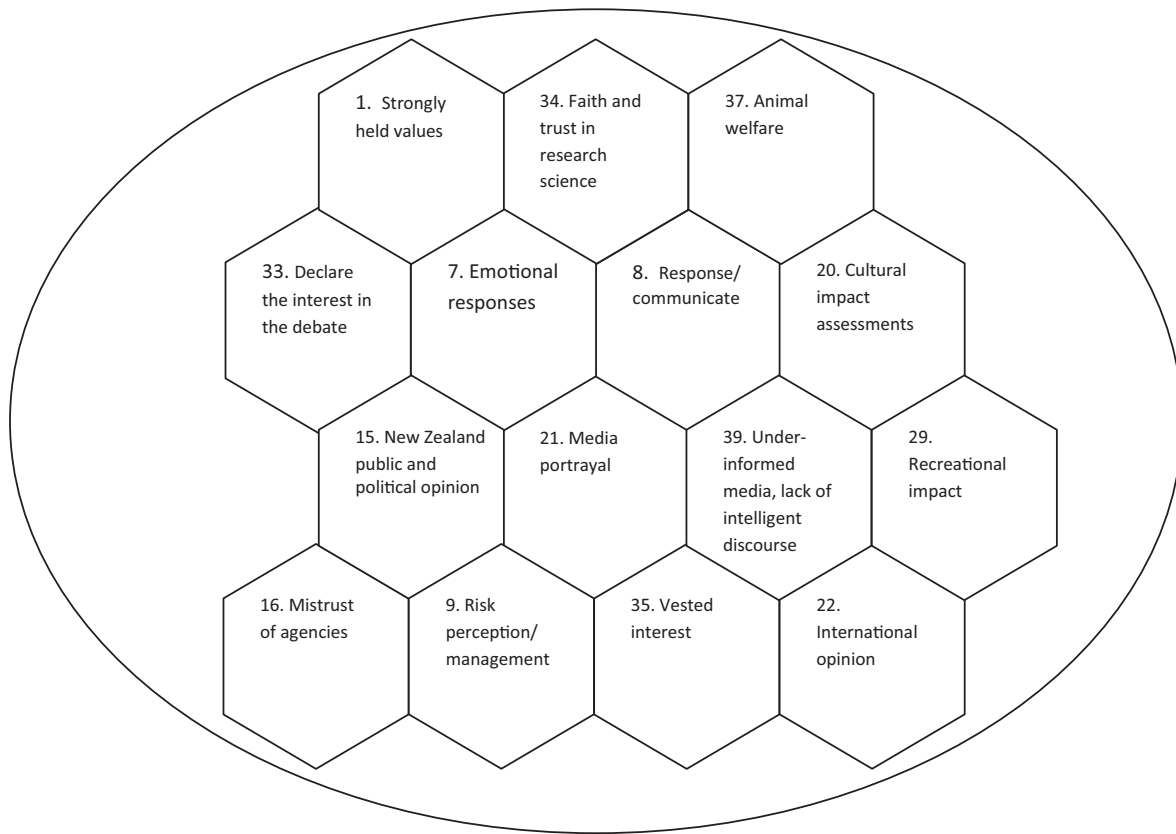 1. Strongly
held values
34. Faith and
trust in
research
science
37. Animal
welfare
33. Declare
the interest in
the debate
7. Emotional
responses
8. Response/
communicate
20. Cultural
impact
assessments
15. New Zealand
public and
political opinion
21. Media
portrayal
39. Under-
informed
media, lack of
intelligent
discourse
29.
Recreational
impact
16. Mistrust
of agencies
9. Risk
perception/
management
35. Vested
interest
22.
International
opinion